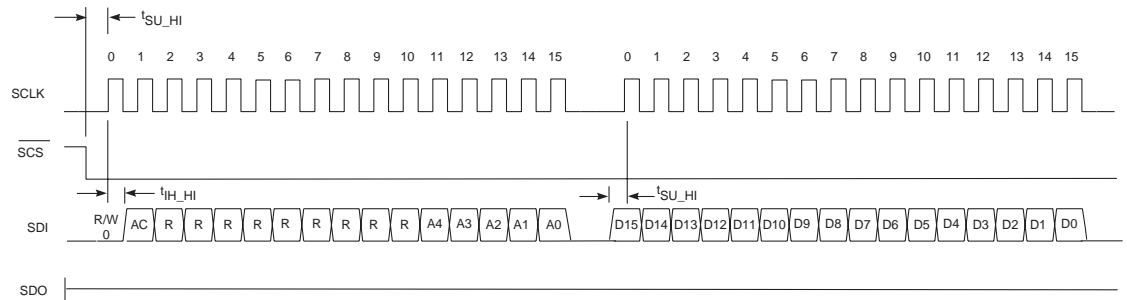 tSU_HI
0 1 2 3 4 5 6 7 8 9 10 11 12 13 14 15 0 1 2 3 4 5 6 7 8 9 10 11 12 13 14 15
SCLK
SCS
tIH_HI tSU_HI
SDI R/W 0 AC R R R R R R R R R A4 A3 A2 A1 A0 D15 D14 D13 D12 D11 D10 D9 D8 D7 D6 D5 D4 D3 D2 D1 D0
SDO